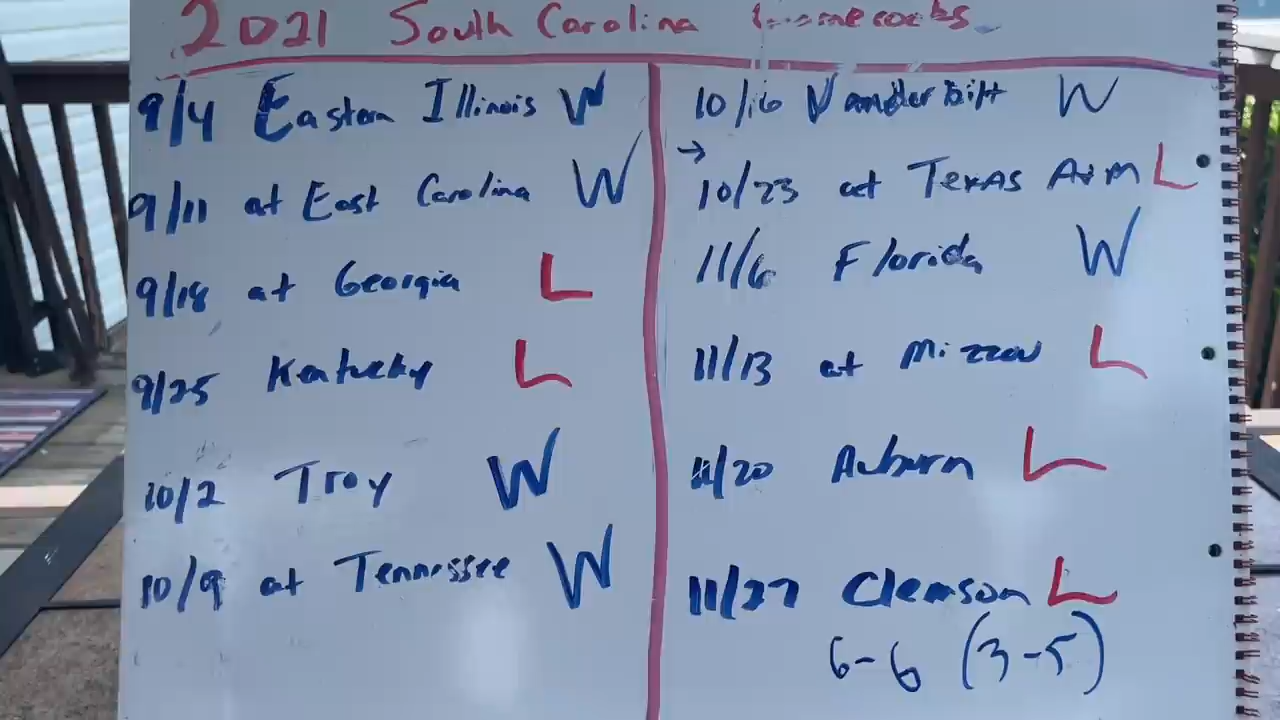 2021 South Carolina Gamecocks
9/4 Eastern Illinois W
9/11 at East Carolina W
9/18 at Georgia L
9/25 Kentucky L
10/2 Troy W
10/9 at Tennessee W
10/16 Vanderbilt W
→
10/23 at Texas A+M L
11/6 Florida W
11/13 at Mizzou L
11/20 Auburn L
11/27 Clemson L
6-6 (3-5)